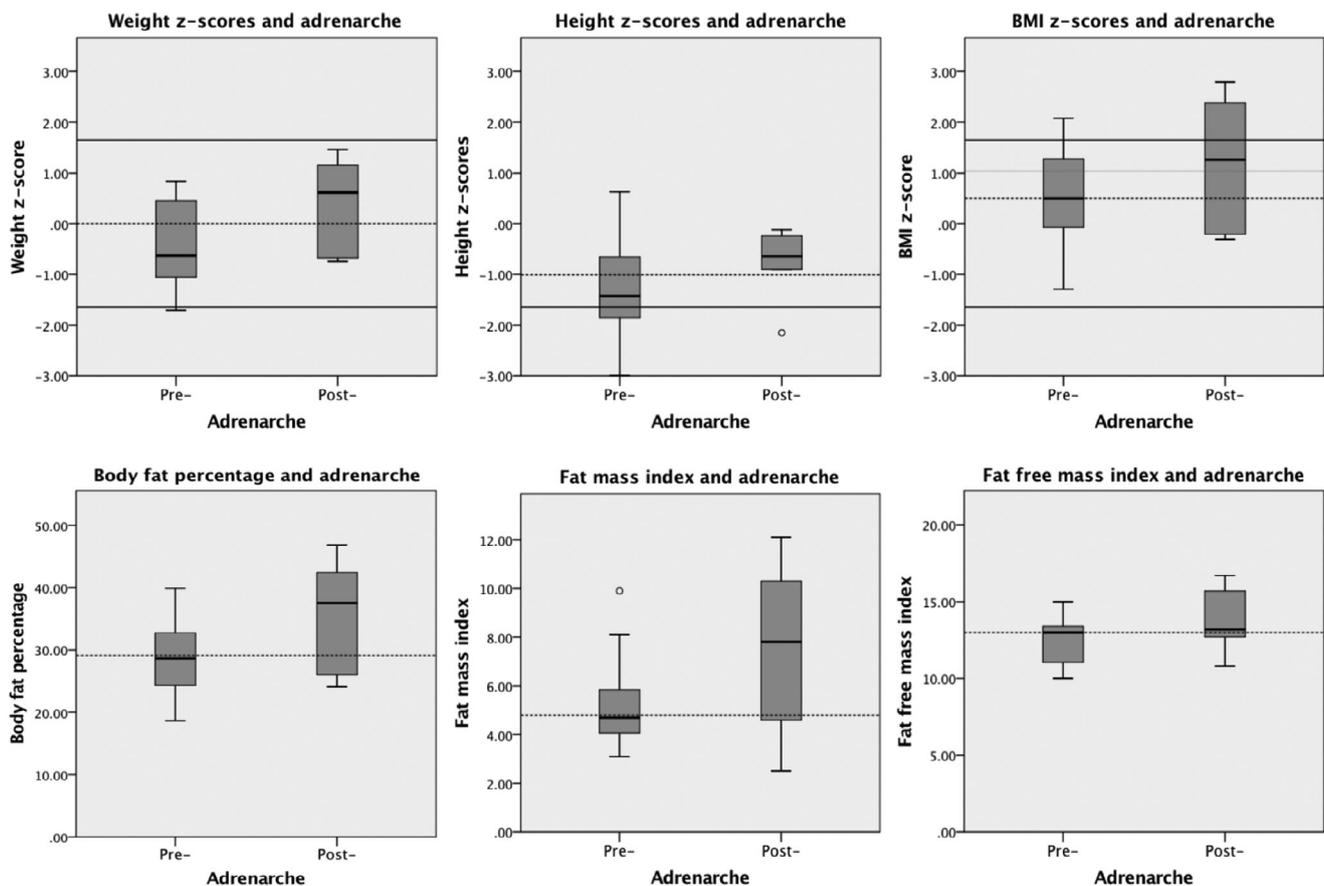 Weight z-scores and adrenarche
Weight z-score
3.00
2.00
1.00
.00
-1.00
-2.00
-3.00
Pre-
Post-
Adrenarche
Height z-scores and adrenarche
Height z-scores
3.00
2.00
1.00
.00
-1.00
-2.00
-3.00
Pre-
Post-
Adrenarche
BMI z-scores and adrenarche
BMI z-score
3.00
2.00
1.00
.00
-1.00
-2.00
-3.00
Pre-
Post-
Adrenarche
Body fat percentage and adrenarche
Body fat percentage
50.00
40.00
30.00
20.00
10.00
.00
Pre-
Post-
Adrenarche
Fat mass index and adrenarche
Fat mass index
12.00
10.00
8.00
6.00
4.00
2.00
.00
Pre-
Post-
Adrenarche
Fat free mass index and adrenarche
Fat free mass index
20.00
15.00
10.00
5.00
.00
Pre-
Post-
Adrenarche